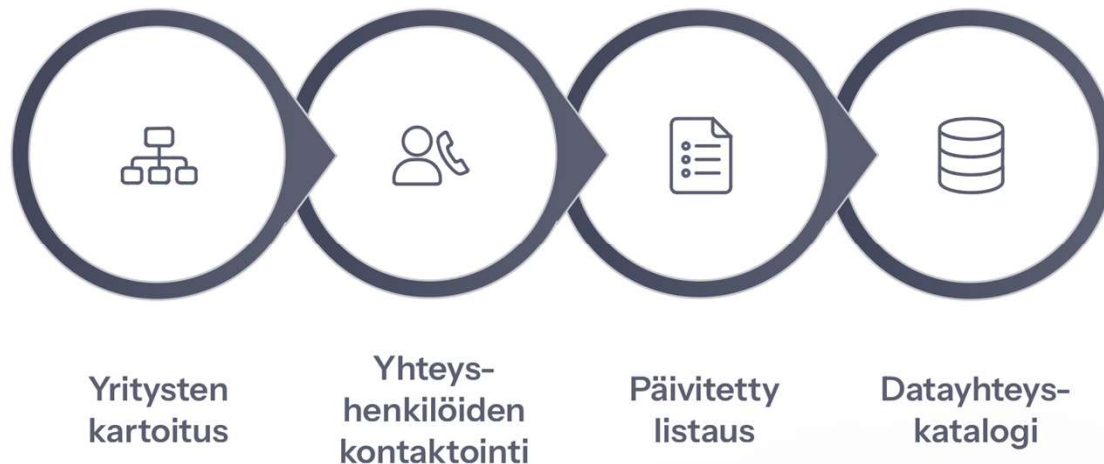 Yritysten
kartoitus
Yhteys-
henkilöiden
kontaktointi
Päivitetty
listaus
Datayhteys-
katalogi